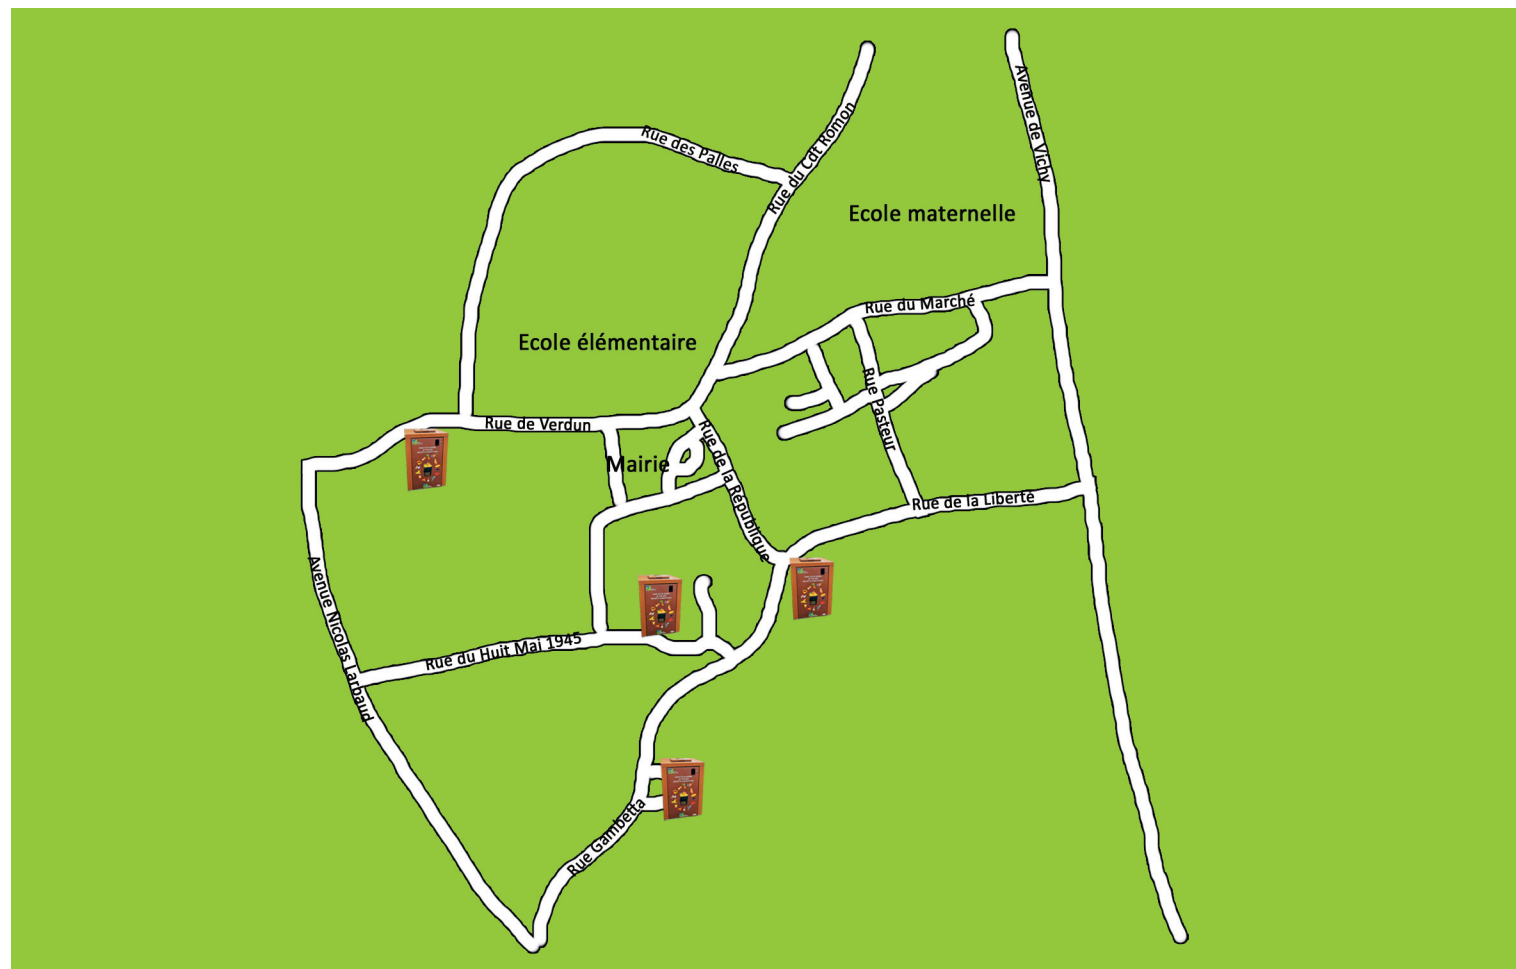 Avenue de Vichy
Rue du Cdt Romon
Rue des Palles
Ecole maternelle
Rue du Marché
Ecole élémentaire
Rue Pasteur
Rue de Verdun
Rue de la République
Mairie
Rue de la Liberté
Avenue Nicolas Larbaud
Rue du Huit Mai 1945
Rue Gambetta